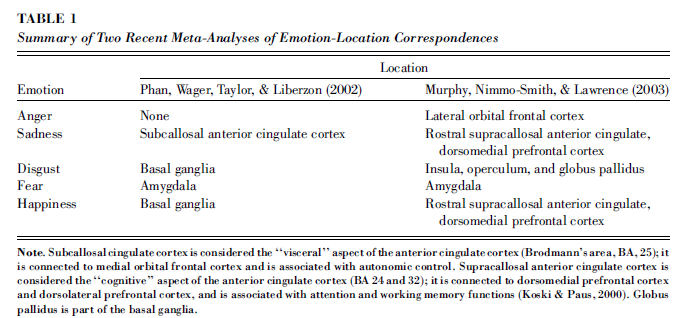 TABLE 1
Summary of Two Recent Meta-Analyses of Emotion-Location Correspondences
Location
Emotion Phan, Wager, Taylor, & Liberzon (2002) Murphy, Nimmo-Smith, & Lawrence (2003)
Anger None Lateral orbital frontal cortex
Sadness Subcallosal anterior cingulate cortex Rostral supracallosal anterior cingulate,
dorsomedial prefrontal cortex
Disgust Basal ganglia Insula, operculum, and globus pallidus
Fear Amygdala Amygdala
Happiness Basal ganglia Rostral supracallosal anterior cingulate,
dorsomedial prefrontal cortex
Note. Subcallosal cingulate cortex is considered the ‘‘visceral’’ aspect of the anterior cingulate cortex (Brodmann’s area, BA, 25); it
is connected to medial orbital frontal cortex and is associated with autonomic control. Supracallosal anterior cingulate cortex is
considered the ‘‘cognitive’’ aspect of the anterior cingulate cortex (BA 24 and 32); it is connected to dorsomedial prefrontal cortex
and dorsolateral prefrontal cortex, and is associated with attention and working memory functions (Koski & Paus, 2000). Globus
pallidus is part of the basal ganglia.